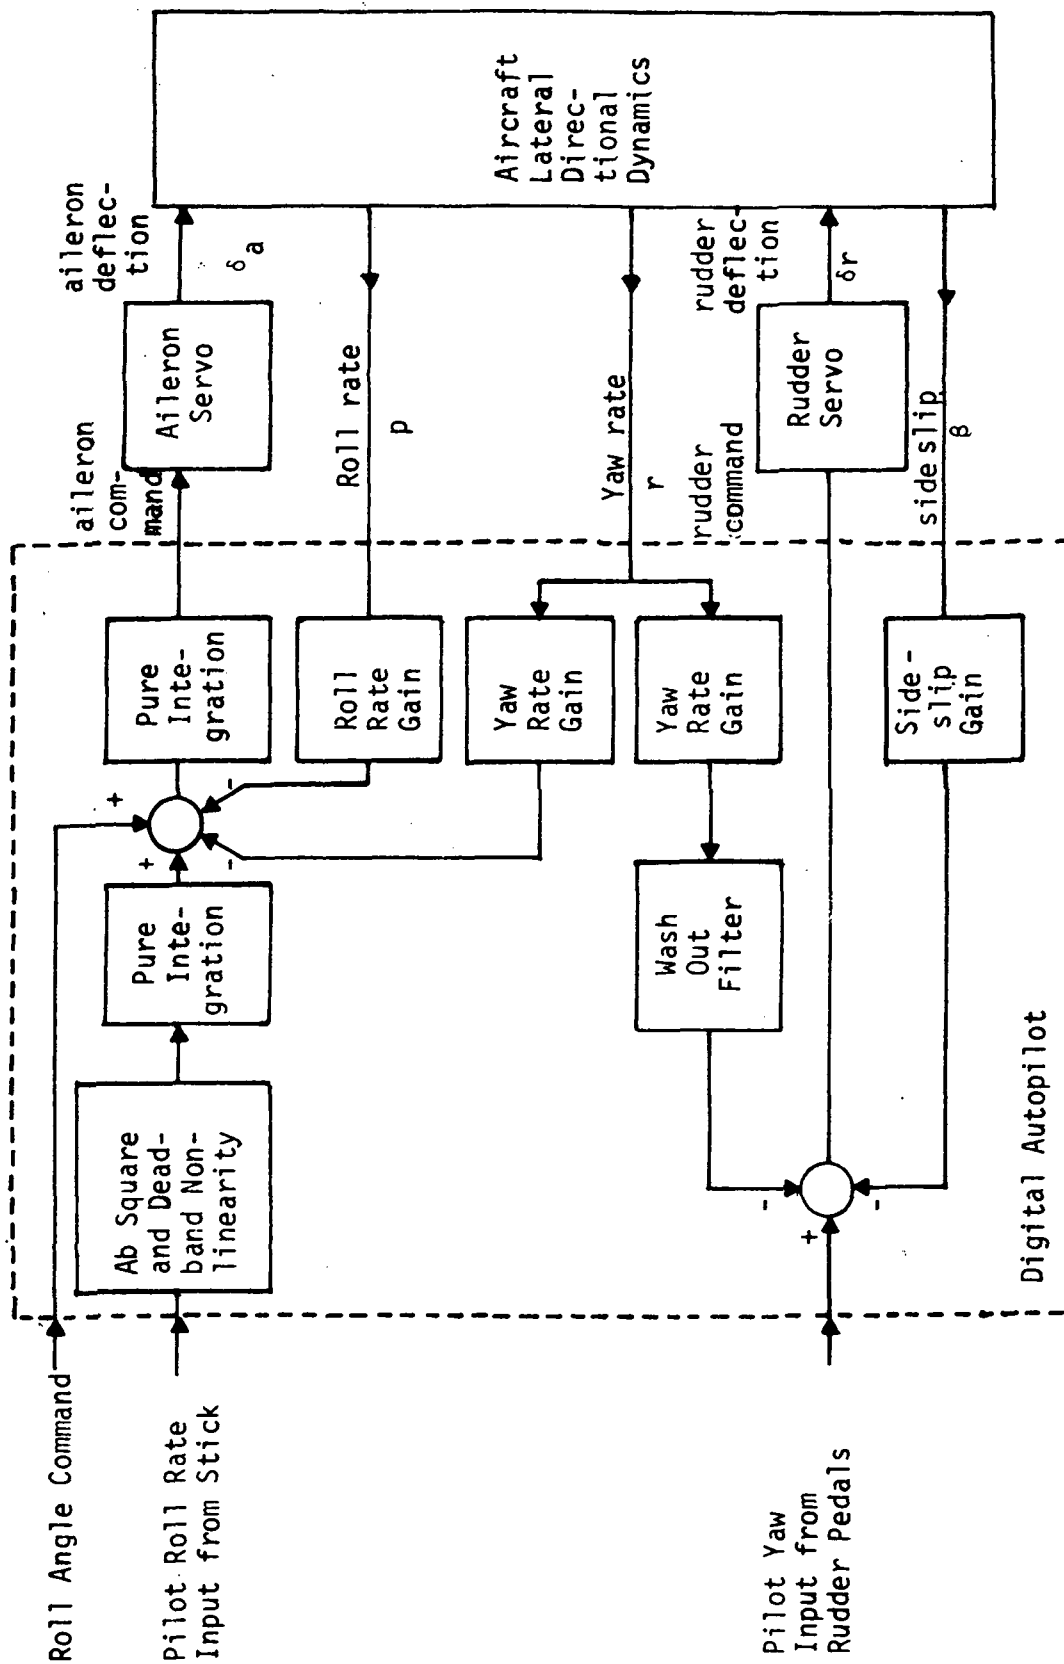 Roll Angle Command
Pilot Roll Rate
Input from Stick
Pilot Yaw
Input from
Rudder Pedals
Ab Square
and Dead-
band Non-
linearity
Pure
Inte-
gration
+
+
-
-
Pure
Inte-
gration
Roll
Rate
Gain
Yaw
Rate
Gain
Yaw
Rate
Gain
Wash
Out
Filter
Side-
slip
Gain
+
-
-
Digital Autopilot
aileron
com-
mand
Aileron
Servo
aileron
deflec-
tion
δa
Roll rate
p
Yaw rate
r
rudder
command
Rudder
Servo
rudder
deflec-
tion
δr
sideslip
β
Aircraft
Lateral
Direc-
tional
Dynamics